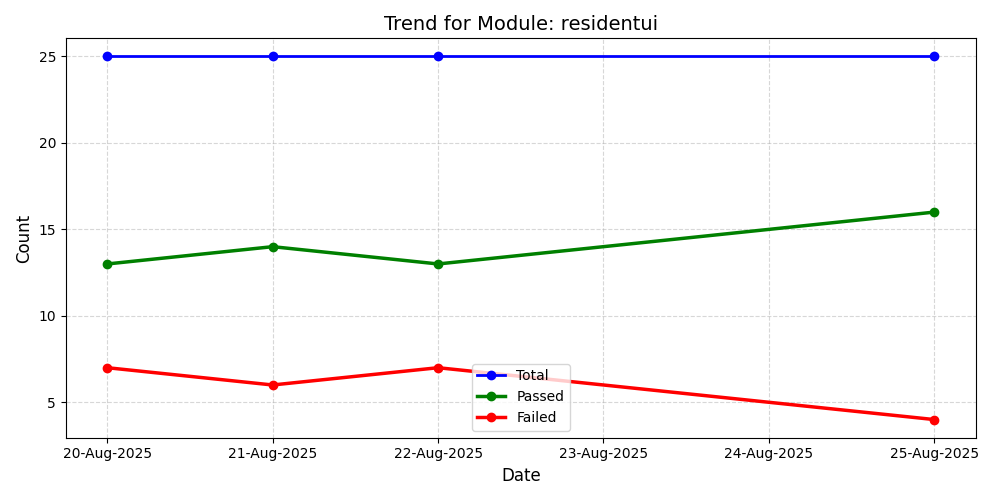 Trend for Module: residentui
Count
25
20
15
10
5
Total
Passed
Failed
20-Aug-2025 21-Aug-2025 22-Aug-2025 23-Aug-2025 24-Aug-2025 25-Aug-2025
Date